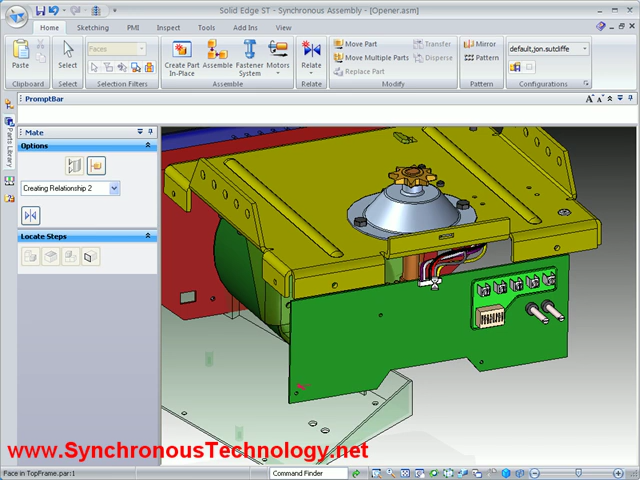 Solid Edge ST - Synchronous Assembly - [Opener.asm]
Home Sketching PMI Inspect Tools Add Ins View
Paste
Clipboard
Select
Faces
Selection Filters
Create Part In-Place
Assemble
Fastener System
Motors
Assemble
Relate
Relate
Move Part
Move Multiple Parts
Replace Part
Transfer
Disperse
Modify
Mirror
Pattern
Pattern
default,jon.sutcliffe
Configurations
PromptBar
Parts Library
Mate
Options
Creating Relationship 2
Locate Steps
www.SynchronousTechnology.net
Face in TopFrame.par:1
Command Finder